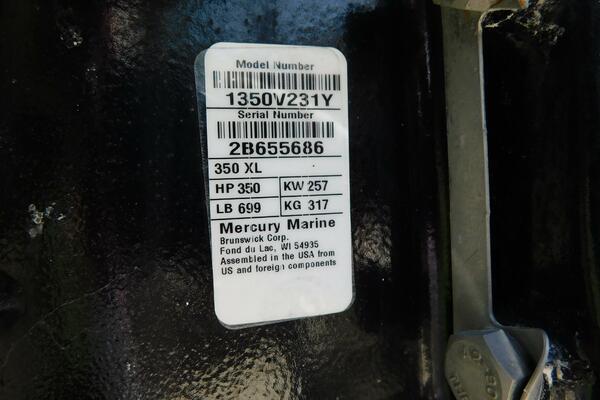 Model Number
1350V231Y
Serial Number
2B655686
350 XL
HP 350 KW 257
LB 699 KG 317
Mercury Marine
Brunswick Corp.
Fond du Lac, WI 54935
Assembled in the USA from
US and foreign components